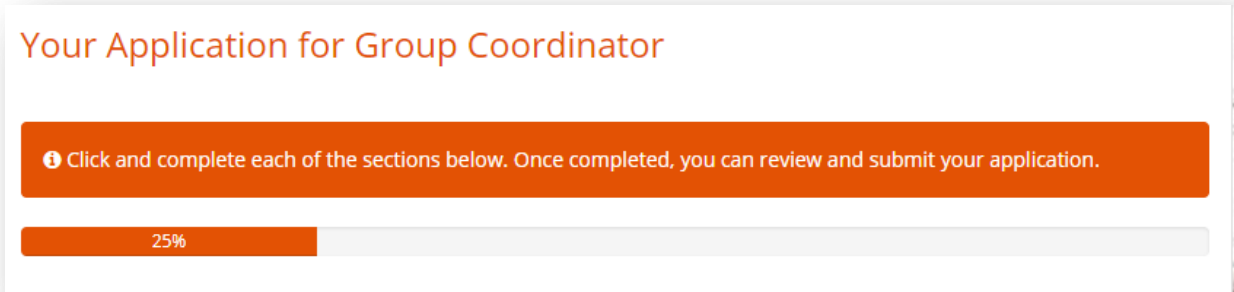 Your Application for Group Coordinator
Click and complete each of the sections below. Once completed, you can review and submit your application.
25%